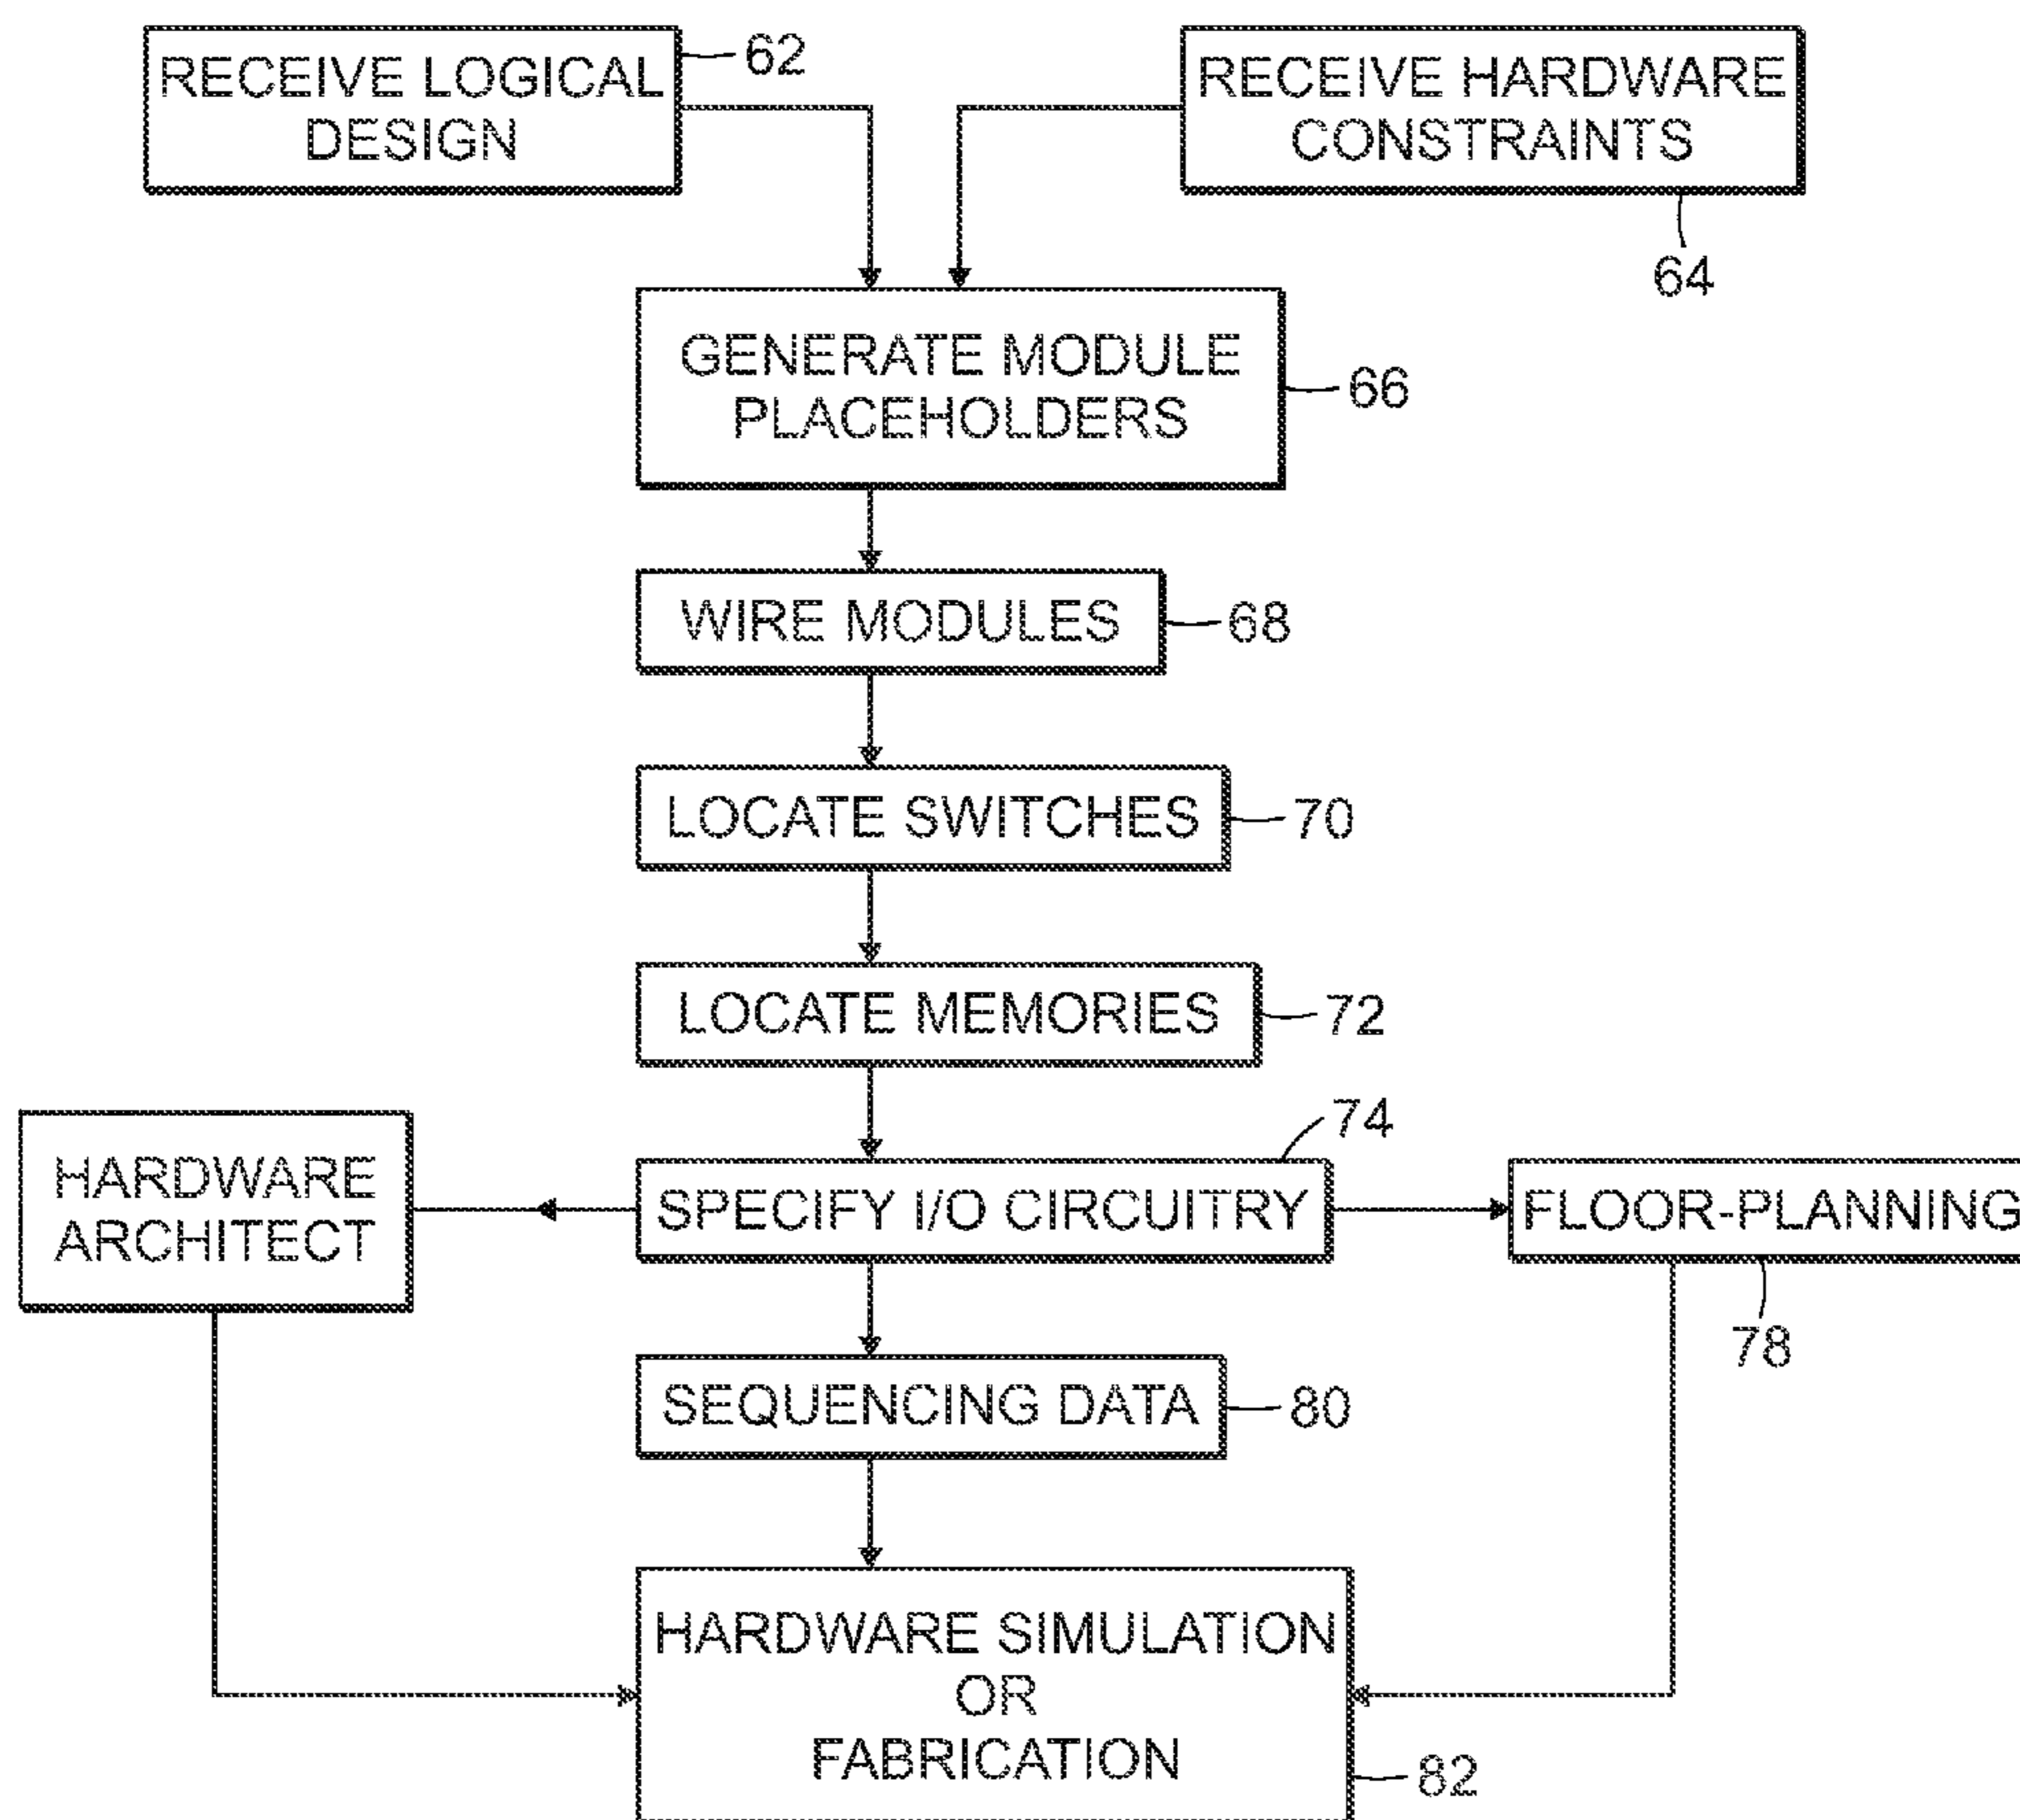 RECEIVE LOGICAL
DESIGN
62
RECEIVE HARDWARE
CONSTRAINTS
64
GENERATE MODULE
PLACEHOLDERS
66
WIRE MODULES
68
LOCATE SWITCHES
70
LOCATE MEMORIES
72
74
HARDWARE
ARCHITECT
SPECIFY I/O CIRCUITRY
FLOOR-PLANNING
78
SEQUENCING DATA
80
HARDWARE SIMULATION
OR
FABRICATION
82